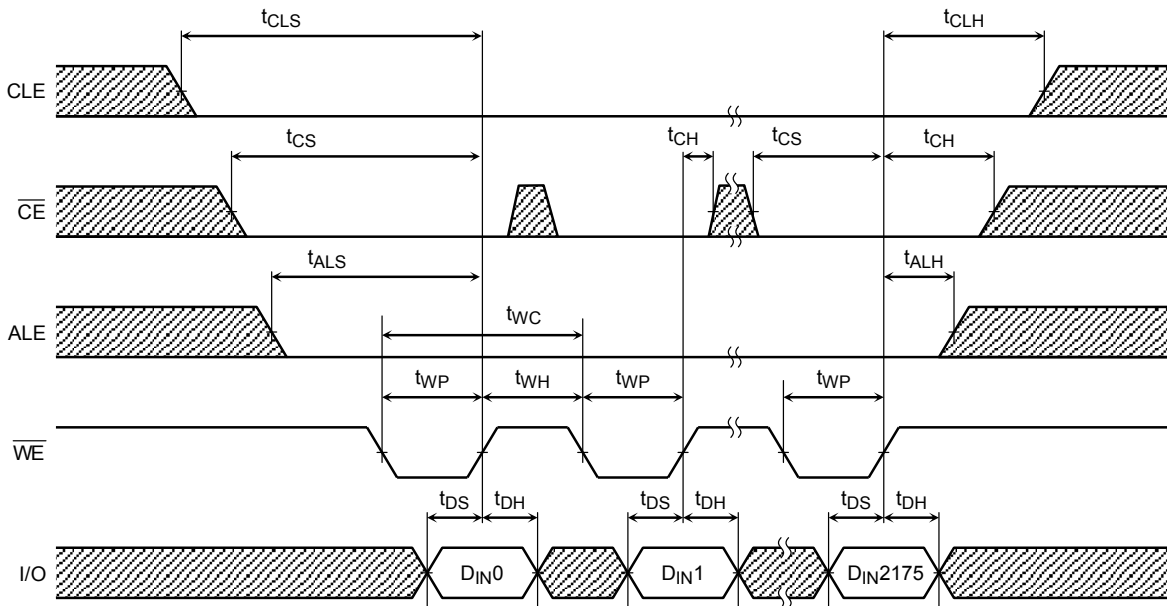 tCLS tCLH
CLE
tCS tCH tCS tCH
CE
tALS tALH
tWC
ALE
tWP tWH tWP tWP
WE
tDS tDH tDS tDH tDS tDH
I/O DIN0 DIN1 DIN2175